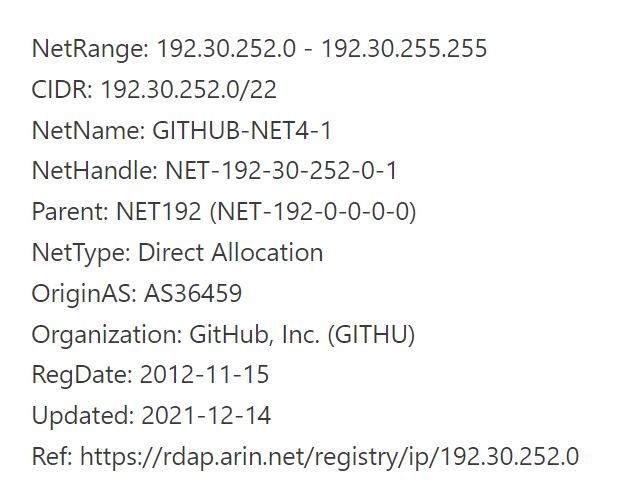 NetRange: 192.30.252.0 - 192.30.255.255
CIDR: 192.30.252.0/22
NetName: GITHUB-NET4-1
NetHandle: NET-192-30-252-0-1
Parent: NET192 (NET-192-0-0-0-0)
NetType: Direct Allocation
OriginAS: AS36459
Organization: GitHub, Inc. (GITHU)
RegDate: 2012-11-15
Updated: 2021-12-14
Ref: https://rdap.arin.net/registry/ip/192.30.252.0